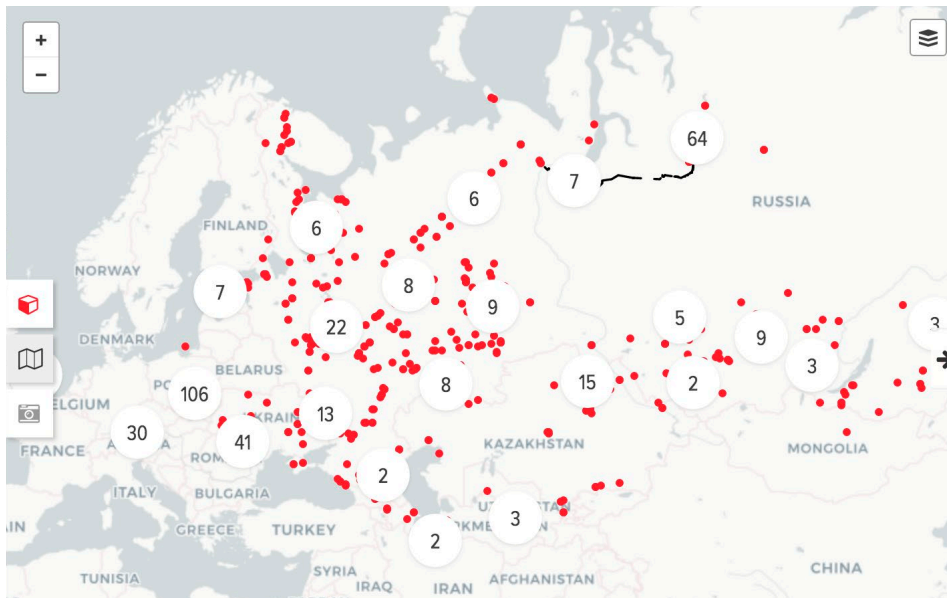 +
−
64
7
6
RUSSIA
FINLAND
6
NORWAY
7
8
9
5
22
9
3
DENMARK
3
BELARUS
8
15
2
106
13
30
41
FRANCE
KAZAKHSTAN
MONGOLIA
2
ITALY
BULGARIA
GREECE
TURKEY
3
2
SYRIA
IRAQ
IRAN
AFGHANISTAN
CHINA
TUNISIA